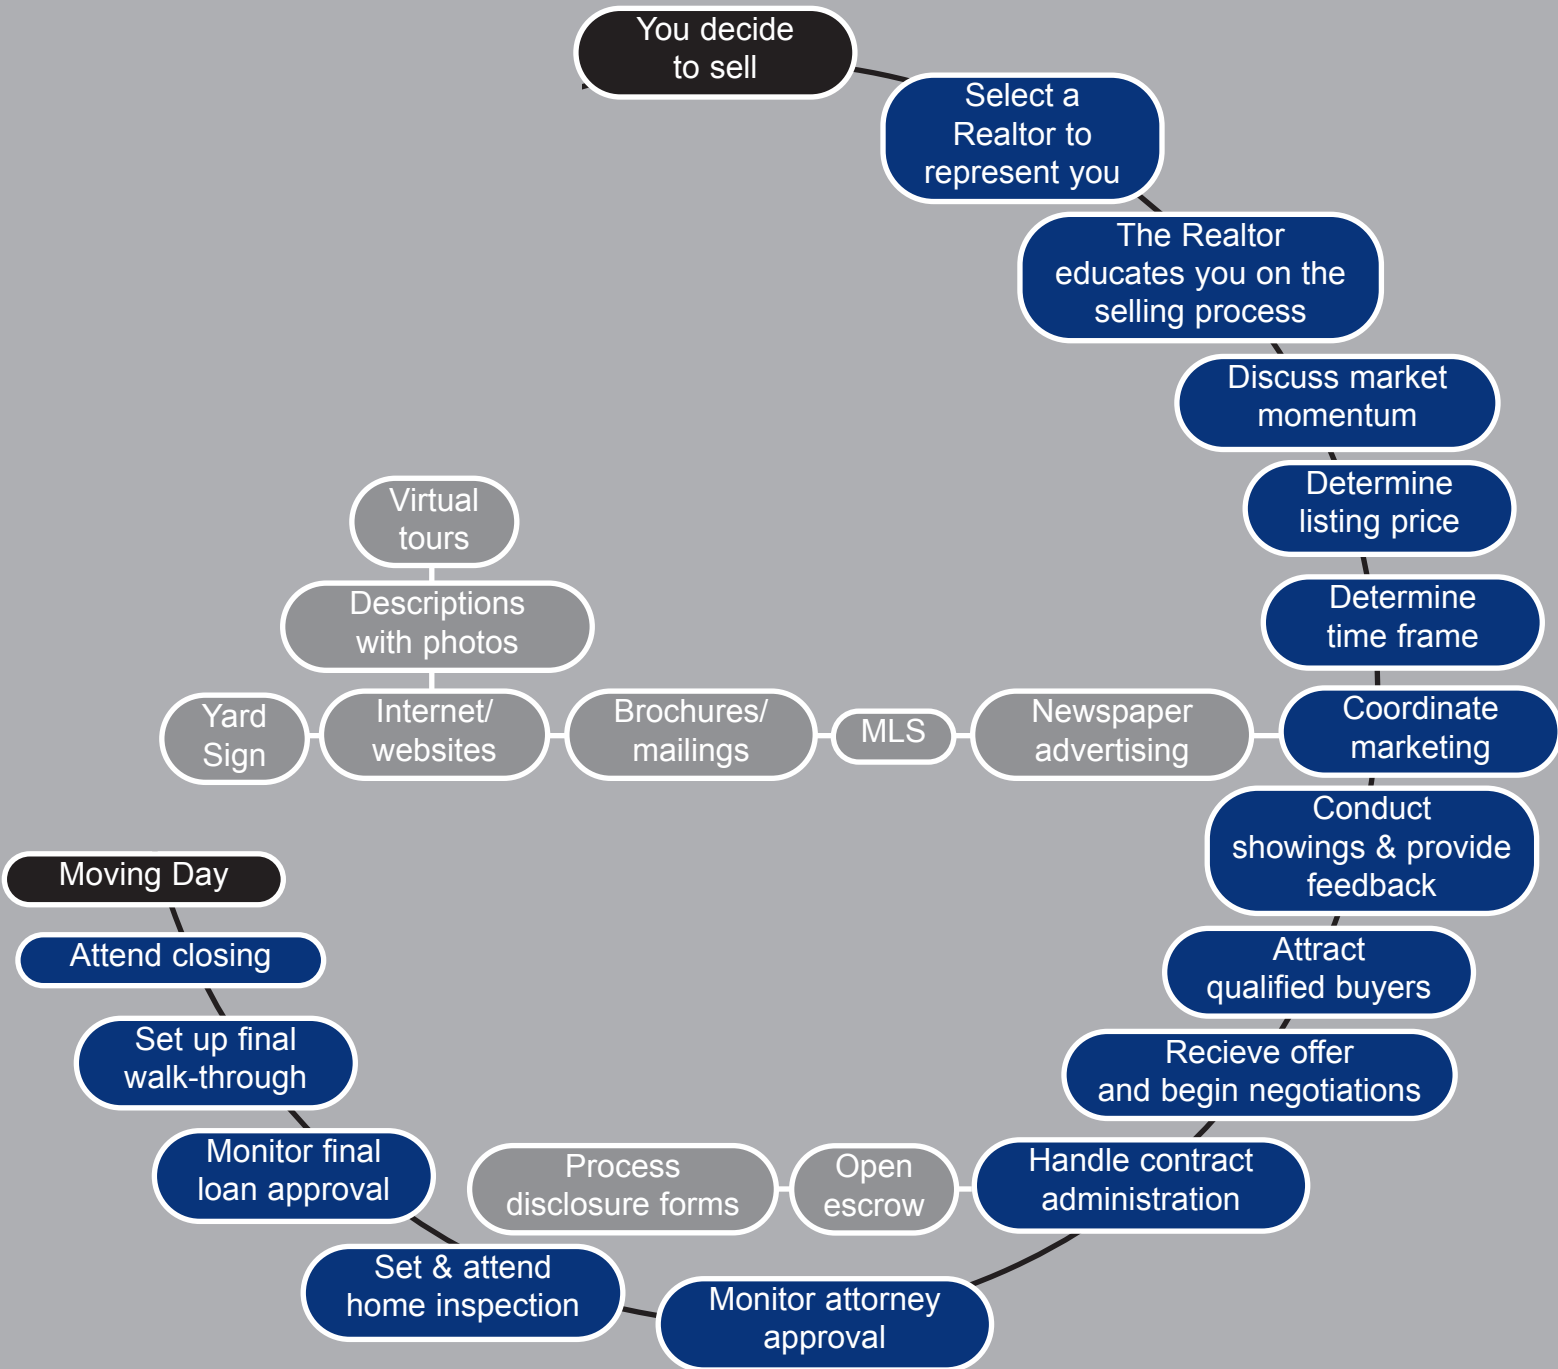 You decide
to sell
Select a
Realtor to
represent you
The Realtor
educates you on the
selling process
Discuss market
momentum
Determine
listing price
Determine
time frame
Coordinate
marketing
Newspaper
advertising
MLS
Brochures/
mailings
Internet/
websites
Descriptions
with photos
Virtual
tours
Yard
Sign
Conduct
showings & provide
feedback
Attract
qualified buyers
Recieve offer
and begin negotiations
Handle contract
administration
Open
escrow
Process
disclosure forms
Monitor attorney
approval
Set & attend
home inspection
Monitor final
loan approval
Set up final
walk-through
Attend closing
Moving Day